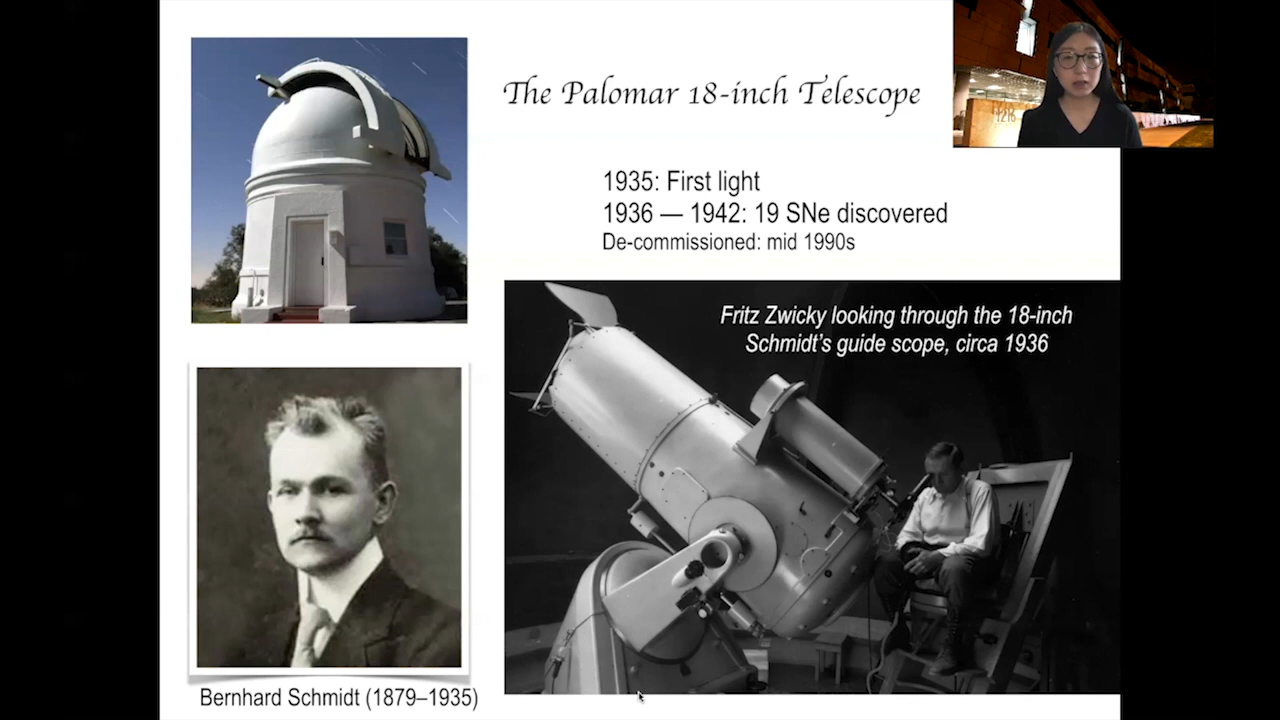 The Palomar 18-inch Telescope
1935: First light
1936 — 1942: 19 SNe discovered
De-commissioned: mid 1990s
Fritz Zwicky looking through the 18-inch
Schmidt's guide scope, circa 1936
Bernhard Schmidt (1879–1935)
1216